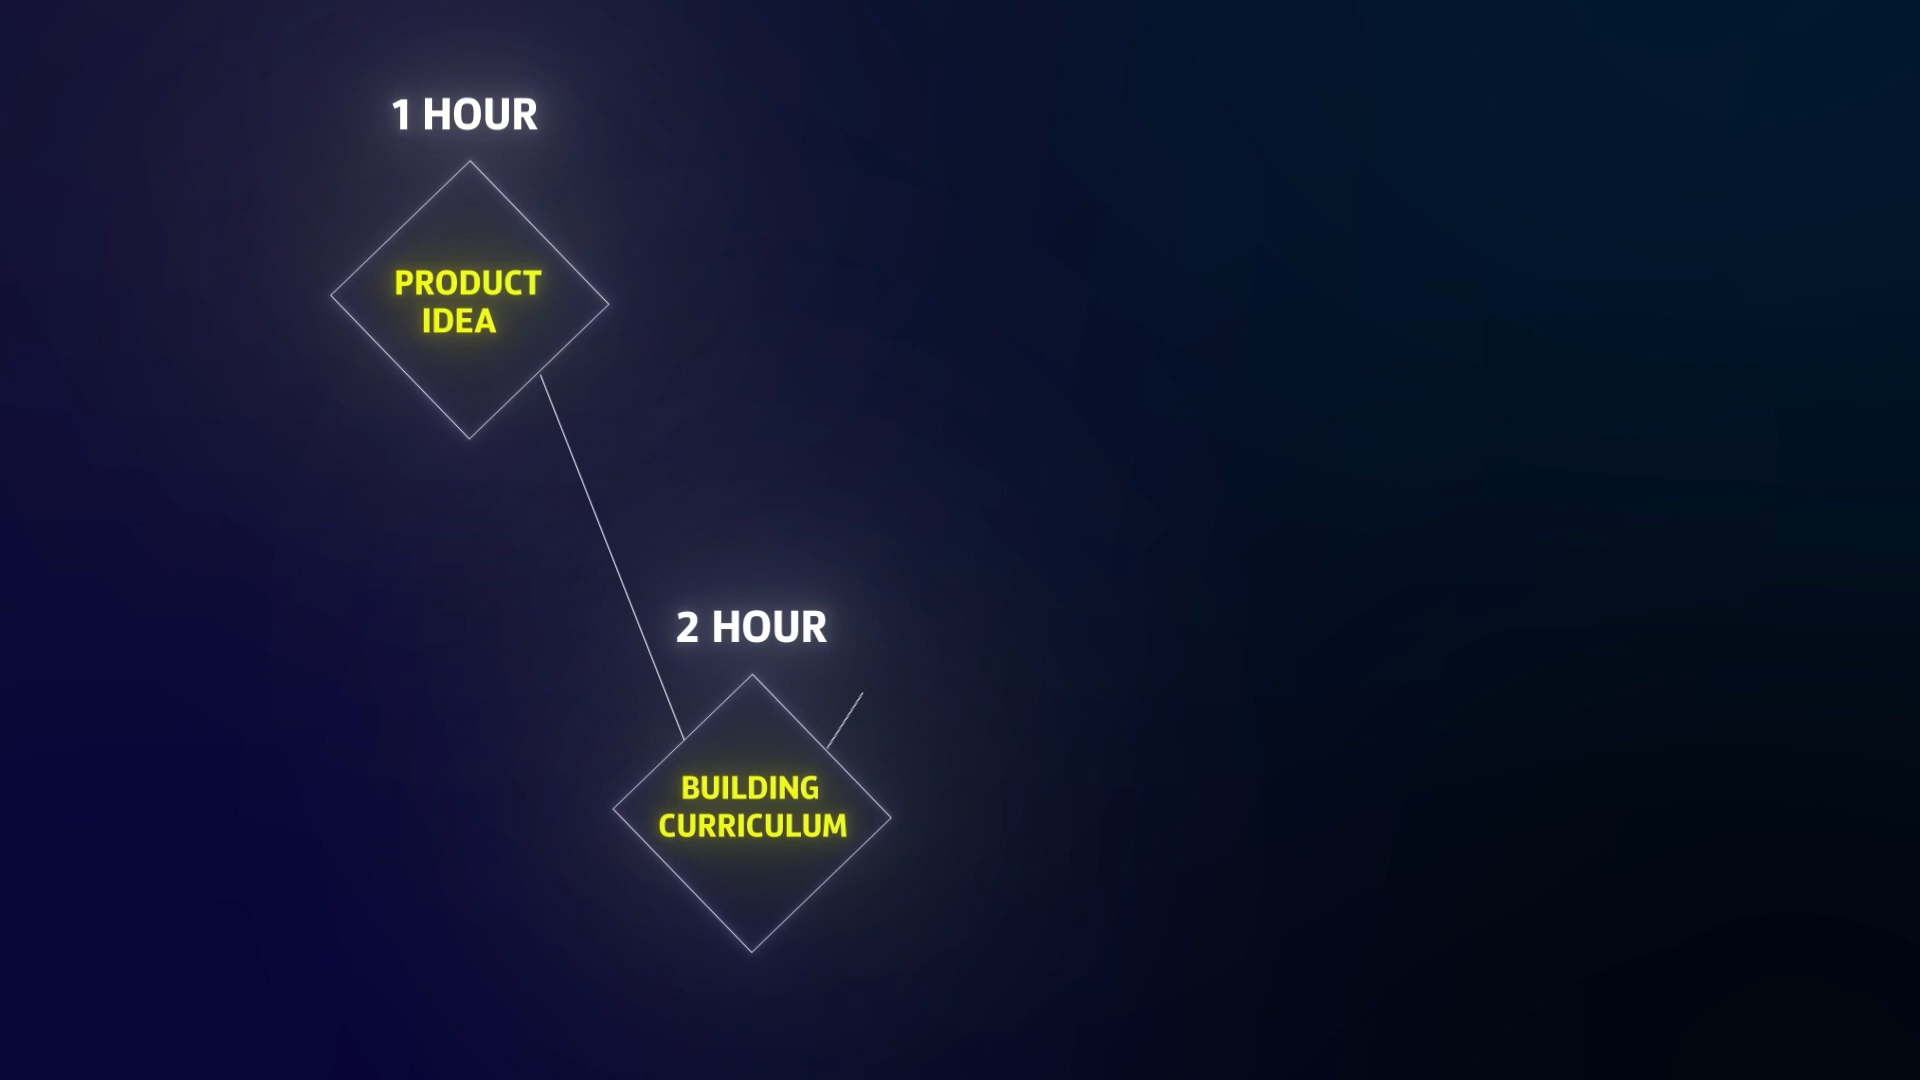 1 HOUR
PRODUCT
IDEA
2 HOUR
BUILDING
CURRICULUM